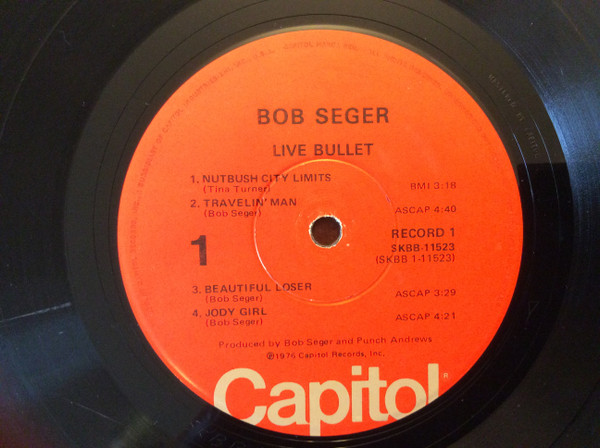 BOB SEGER
LIVE BULLET
1. NUTBUSH CITY LIMITS
(Tina Turner) BMI 3:18
2. TRAVELIN' MAN
(Bob Seger) ASCAP 4:40
1
RECORD 1
SKBB-11523
(SKBB 1-11523)
3. BEAUTIFUL LOSER
(Bob Seger) ASCAP 3:29
4. JODY GIRL
(Bob Seger) ASCAP 4:21
Produced by Bob Seger and Punch Andrews
℗1976 Capitol Records, Inc.
Capitol®